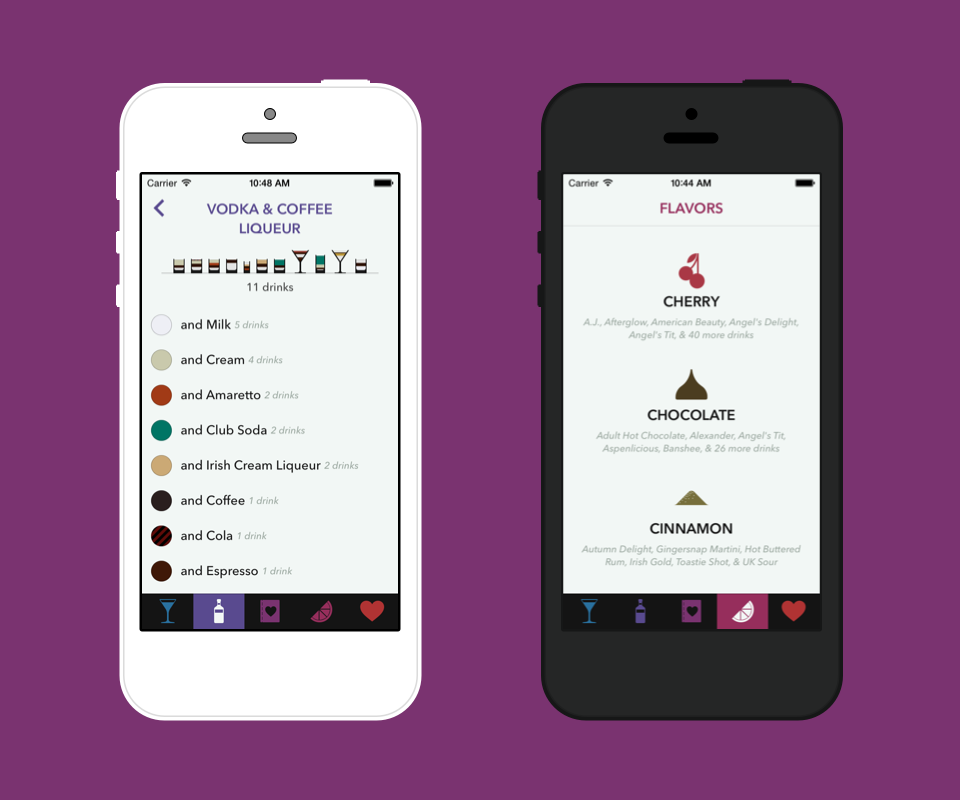 Carrier 10:48 AM
VODKA & COFFEE
LIQUEUR
11 drinks
and Milk 5 drinks
and Cream 4 drinks
and Amaretto 2 drinks
and Club Soda 2 drinks
and Irish Cream Liqueur 2 drinks
and Coffee 1 drink
and Cola 1 drink
and Espresso 1 drink
Carrier 10:44 AM
FLAVORS
CHERRY
A.J., Afterglow, American Beauty, Angel's Delight,
Angel's Tit, & 40 more drinks
CHOCOLATE
Adult Hot Chocolate, Alexander, Angel's Tit,
Aspenlicious, Banshee, & 26 more drinks
CINNAMON
Autumn Delight, Gingersnap Martini, Hot Buttered
Rum, Irish Gold, Toastie Shot, & UK Sour